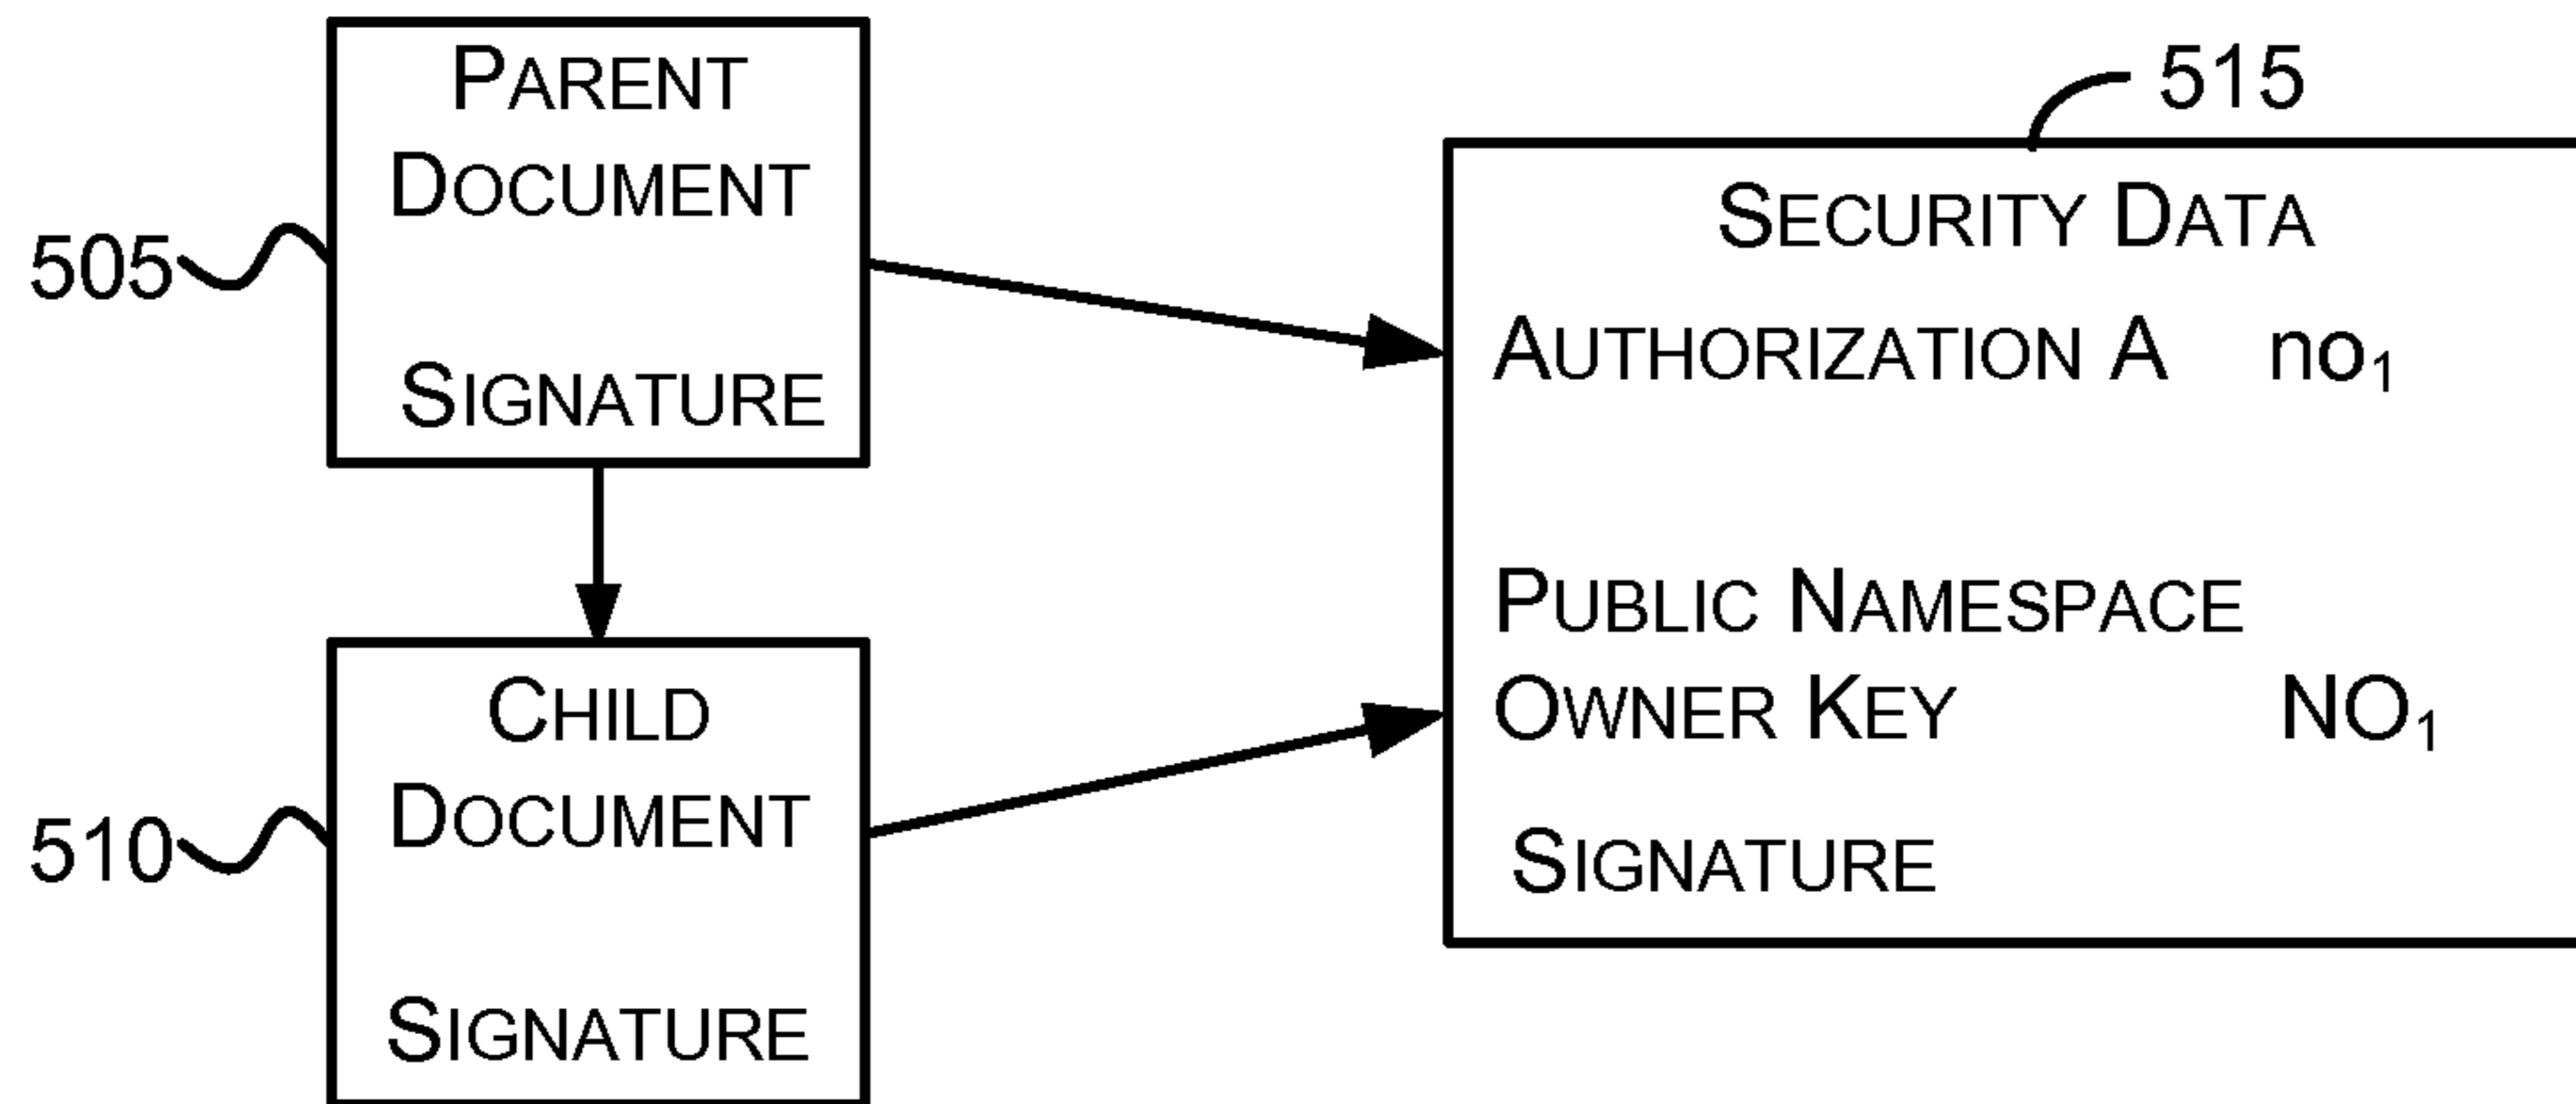 505
PARENT
DOCUMENT
SIGNATURE
510
CHILD
DOCUMENT
SIGNATURE
515
SECURITY DATA
AUTHORIZATION A no₁
PUBLIC NAMESPACE
OWNER KEY NO₁
SIGNATURE